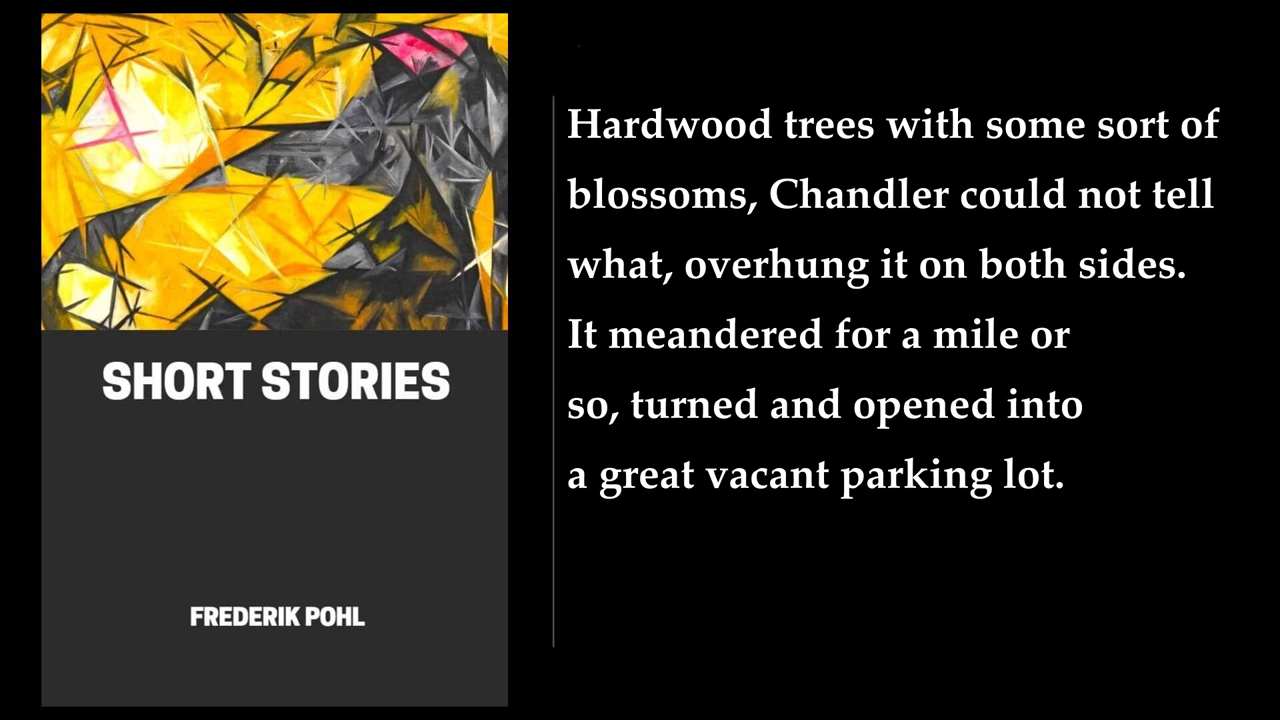 SHORT STORIES
FREDERIK POHL
Hardwood trees with some sort of
blossoms, Chandler could not tell
what, overhung it on both sides.
It meandered for a mile or
so, turned and opened into
a great vacant parking lot.